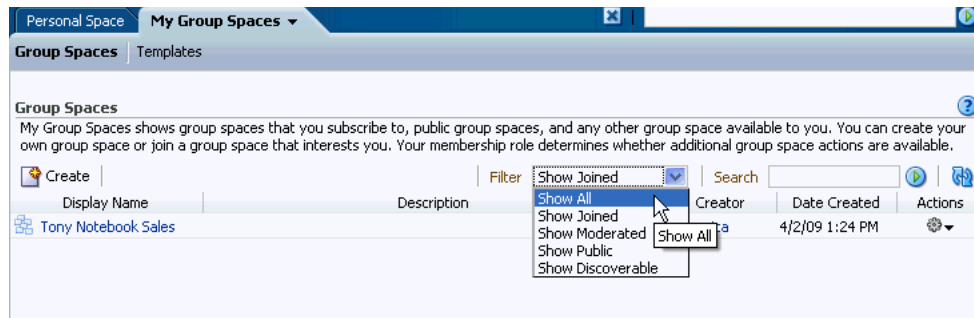 Personal Space My Group Spaces
Group Spaces Templates
Group Spaces
My Group Spaces shows group spaces that you subscribe to, public group spaces, and any other group space available to you. You can create your
own group space or join a group space that interests you. Your membership role determines whether additional group space actions are available.
Create Filter Show Joined Search
Display Name Description Creator Date Created Actions
Tony Notebook Sales 4/2/09 1:24 PM
Show All
Show Joined
Show Moderated
Show Public
Show Discoverable
Show All